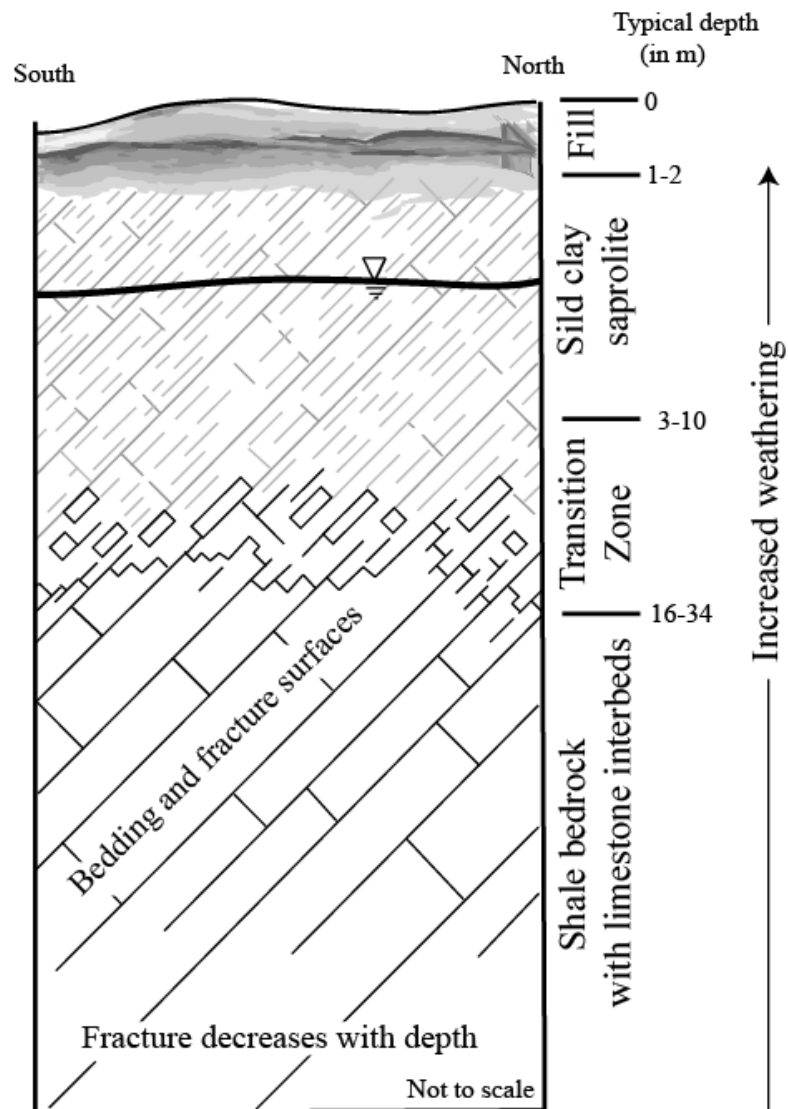 Typical depth
(in m)
South
North
0
Fill
1-2
Sild clay
saprolite
3-10
Transition
Zone
16-34
Increased weathering
Bedding and fracture surfaces
Shale bedrock
with limestone interbeds
Fracture decreases with depth
Not to scale